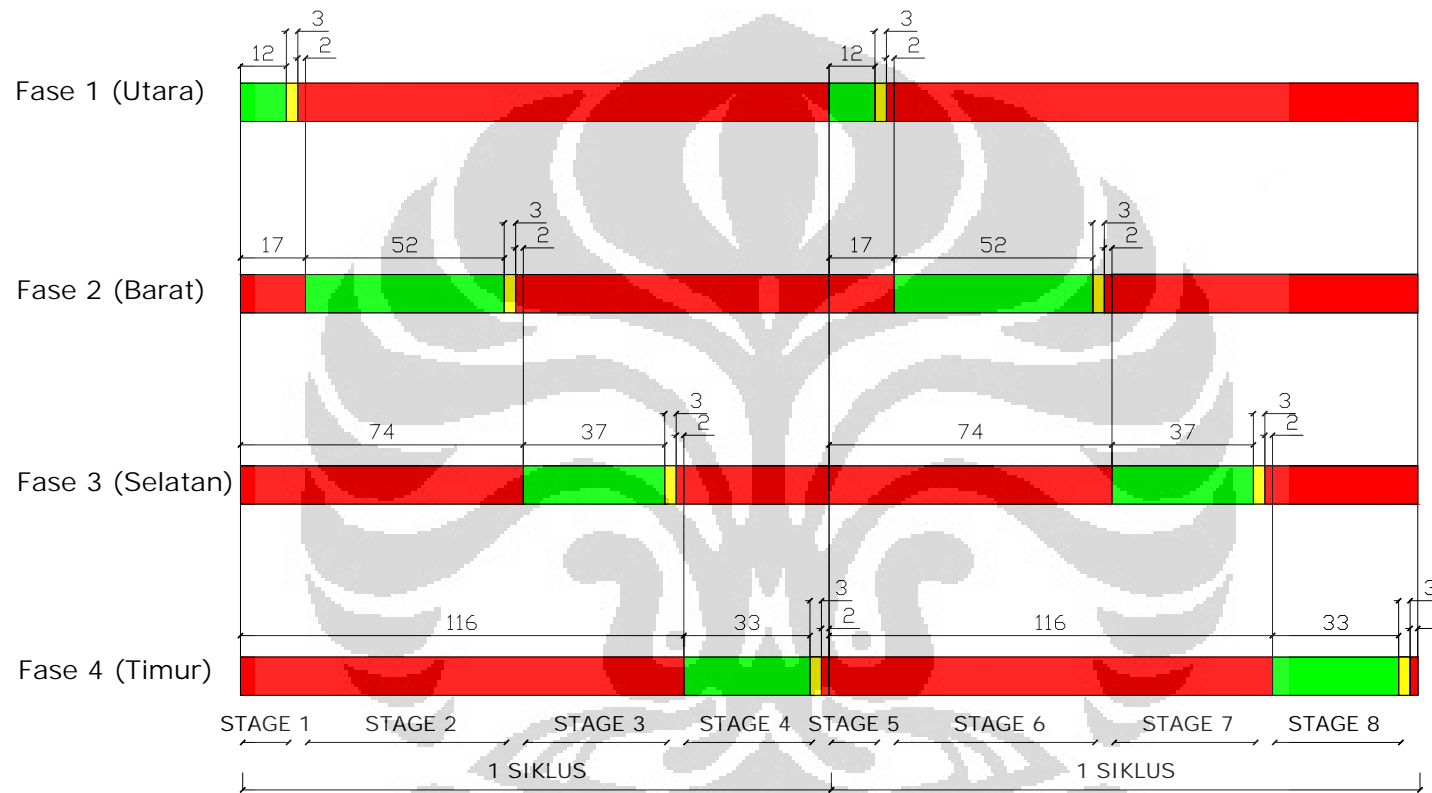 3 3
12 2 12 2
Fase 1 (Utara)
3 3
17 52 2 17 52 2
Fase 2 (Barat)
3 3
74 37 2 74 37 2
Fase 3 (Selatan)
3 3 3
116 33 2 116 33
Fase 4 (Timur)
STAGE 1 STAGE 2 STAGE 3 STAGE 4 STAGE 5 STAGE 6 STAGE 7 STAGE 8
1 SIKLUS 1 SIKLUS